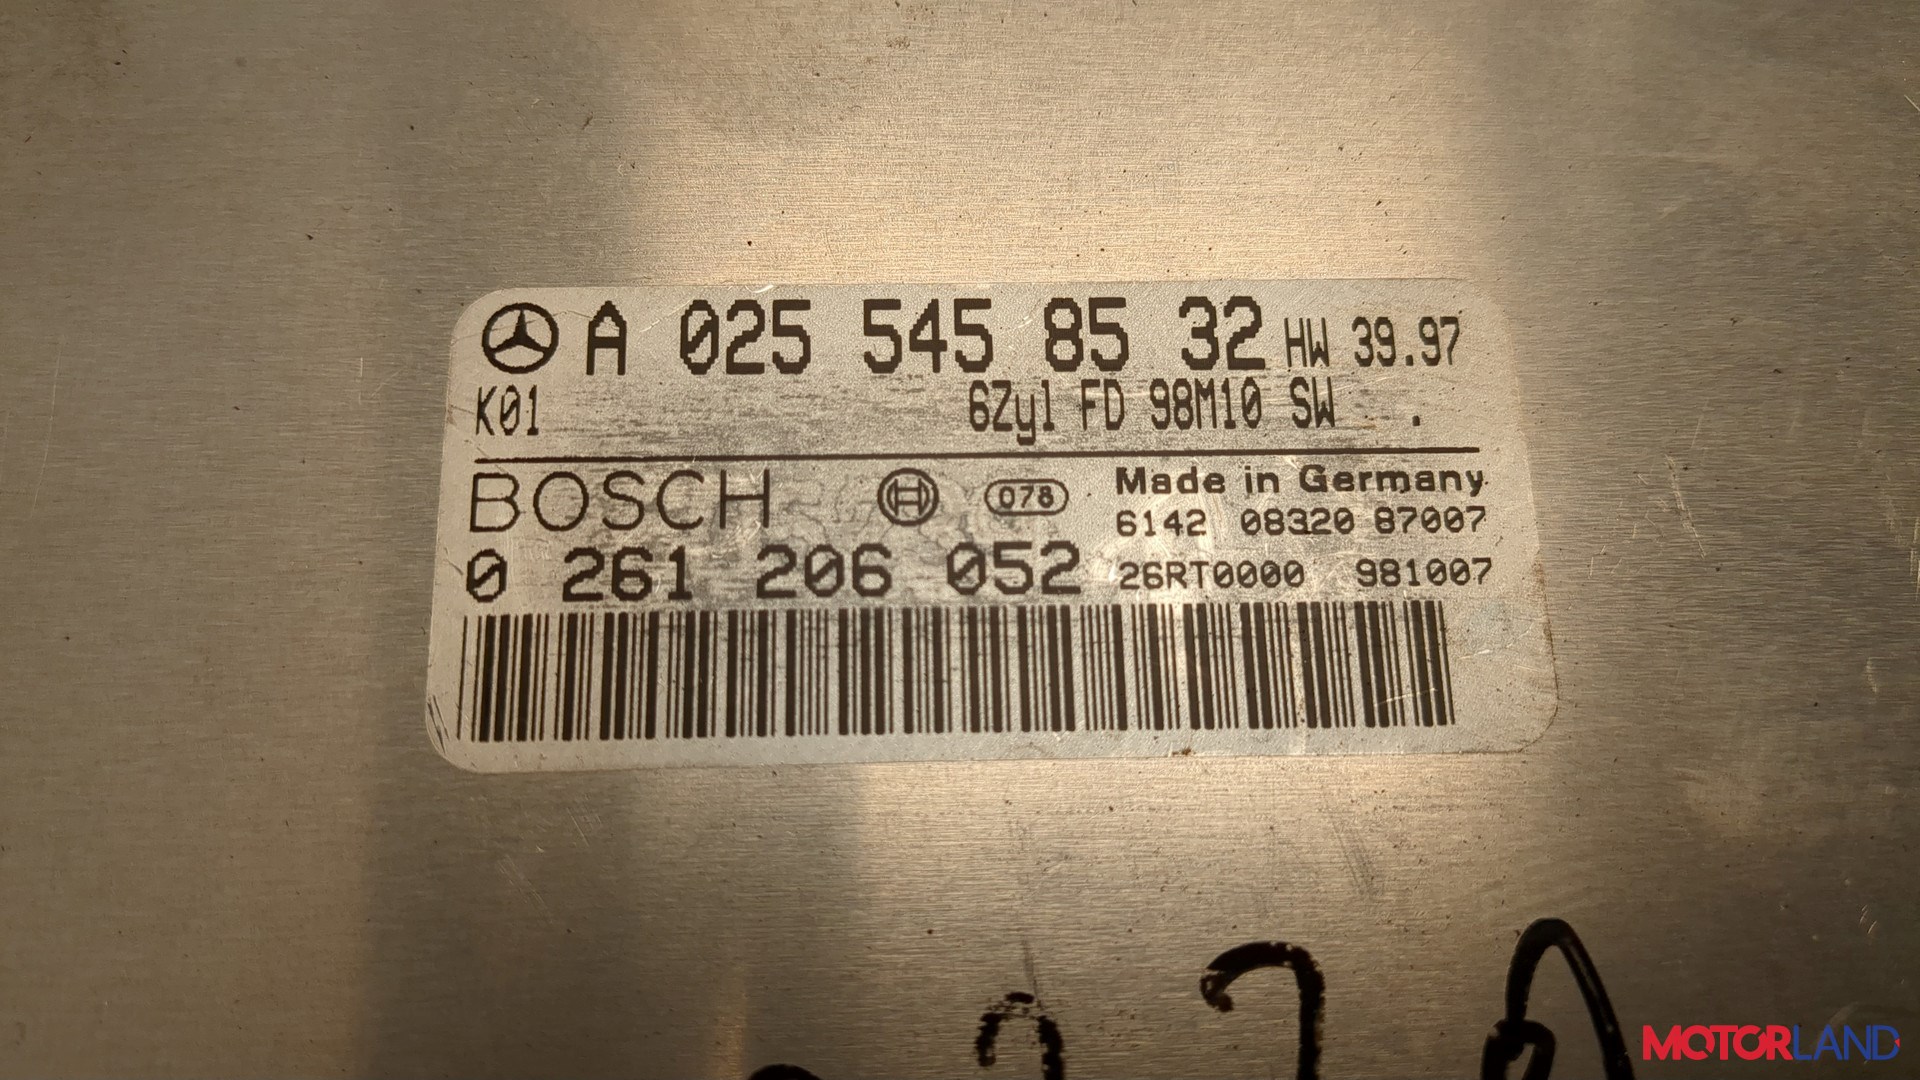 A 025 545 85 32 HW 39.97
K01 6Zyl FD 98M10 SW .
BOSCH 078 Made in Germany
6142 08320 87007
0 261 206 052 26RT0000 981007
MOTORLAND